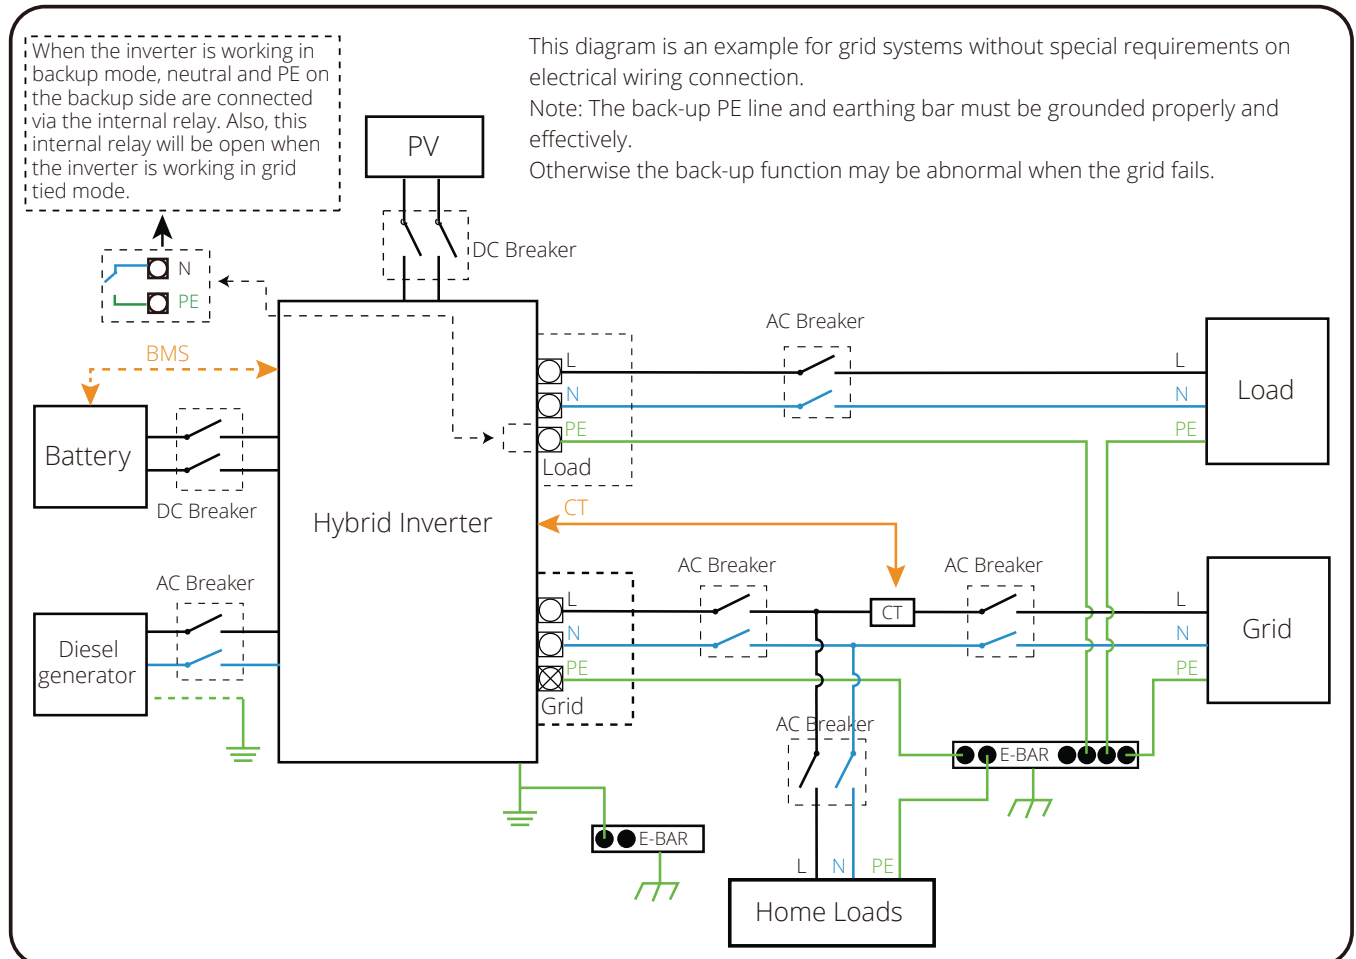 When the inverter is working in
backup mode, neutral and PE on
the backup side are connected
via the internal relay. Also, this
internal relay will be open when
the inverter is working in grid
tied mode.
This diagram is an example for grid systems without special requirements on
electrical wiring connection.
Note: The back-up PE line and earthing bar must be grounded properly and
effectively.
Otherwise the back-up function may be abnormal when the grid fails.
PV
DC Breaker
N
PE
BMS
Battery
DC Breaker
Hybrid Inverter
AC Breaker
Diesel
generator
L
N
PE
Load
AC Breaker
L
N
PE
Load
CT
AC Breaker
CT
AC Breaker
L
N
PE
Grid
L
N
PE
Grid
AC Breaker
E-BAR
E-BAR
L
N
PE
Home Loads